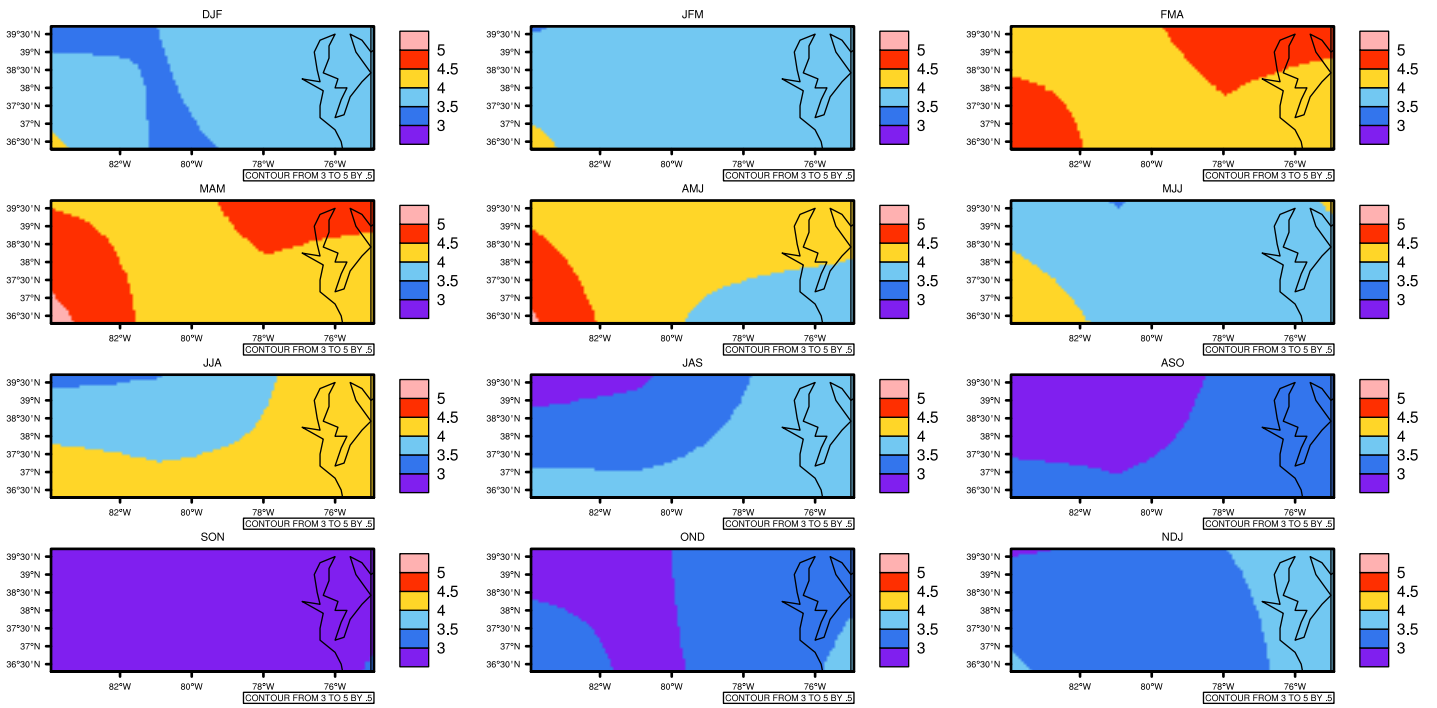 DJF JFM FMA
39°30'N 5 39°30'N 5 39°30'N 5
39°N 4.5 39°N 4.5 39°N 4.5
38°30'N 4 38°30'N 4 38°30'N 4
38°N 3.5 38°N 3.5 38°N 3.5
37°30'N 3 37°30'N 3 37°30'N 3
37°N 37°N 37°N
36°30'N 36°30'N 36°30'N
82°W 80°W 78°W 76°W 82°W 80°W 78°W 76°W 82°W 80°W 78°W 76°W
CONTOUR FROM 3 TO 5 BY .5 CONTOUR FROM 3 TO 5 BY .5 CONTOUR FROM 3 TO 5 BY .5
MAM AMJ MJJ
39°30'N 5 39°30'N 5 39°30'N 5
39°N 4.5 39°N 4.5 39°N 4.5
38°30'N 4 38°30'N 4 38°30'N 4
38°N 3.5 38°N 3.5 38°N 3.5
37°30'N 3 37°30'N 3 37°30'N 3
37°N 37°N 37°N
36°30'N 36°30'N 36°30'N
82°W 80°W 78°W 76°W 82°W 80°W 78°W 76°W 82°W 80°W 78°W 76°W
CONTOUR FROM 3 TO 5 BY .5 CONTOUR FROM 3 TO 5 BY .5 CONTOUR FROM 3 TO 5 BY .5
JJA JAS ASO
39°30'N 5 39°30'N 5 39°30'N 5
39°N 4.5 39°N 4.5 39°N 4.5
38°30'N 4 38°30'N 4 38°30'N 4
38°N 3.5 38°N 3.5 38°N 3.5
37°30'N 3 37°30'N 3 37°30'N 3
37°N 37°N 37°N
36°30'N 36°30'N 36°30'N
82°W 80°W 78°W 76°W 82°W 80°W 78°W 76°W 82°W 80°W 78°W 76°W
CONTOUR FROM 3 TO 5 BY .5 CONTOUR FROM 3 TO 5 BY .5 CONTOUR FROM 3 TO 5 BY .5
SON OND NDJ
39°30'N 5 39°30'N 5 39°30'N 5
39°N 4.5 39°N 4.5 39°N 4.5
38°30'N 4 38°30'N 4 38°30'N 4
38°N 3.5 38°N 3.5 38°N 3.5
37°30'N 3 37°30'N 3 37°30'N 3
37°N 37°N 37°N
36°30'N 36°30'N 36°30'N
82°W 80°W 78°W 76°W 82°W 80°W 78°W 76°W 82°W 80°W 78°W 76°W
CONTOUR FROM 3 TO 5 BY .5 CONTOUR FROM 3 TO 5 BY .5 CONTOUR FROM 3 TO 5 BY .5